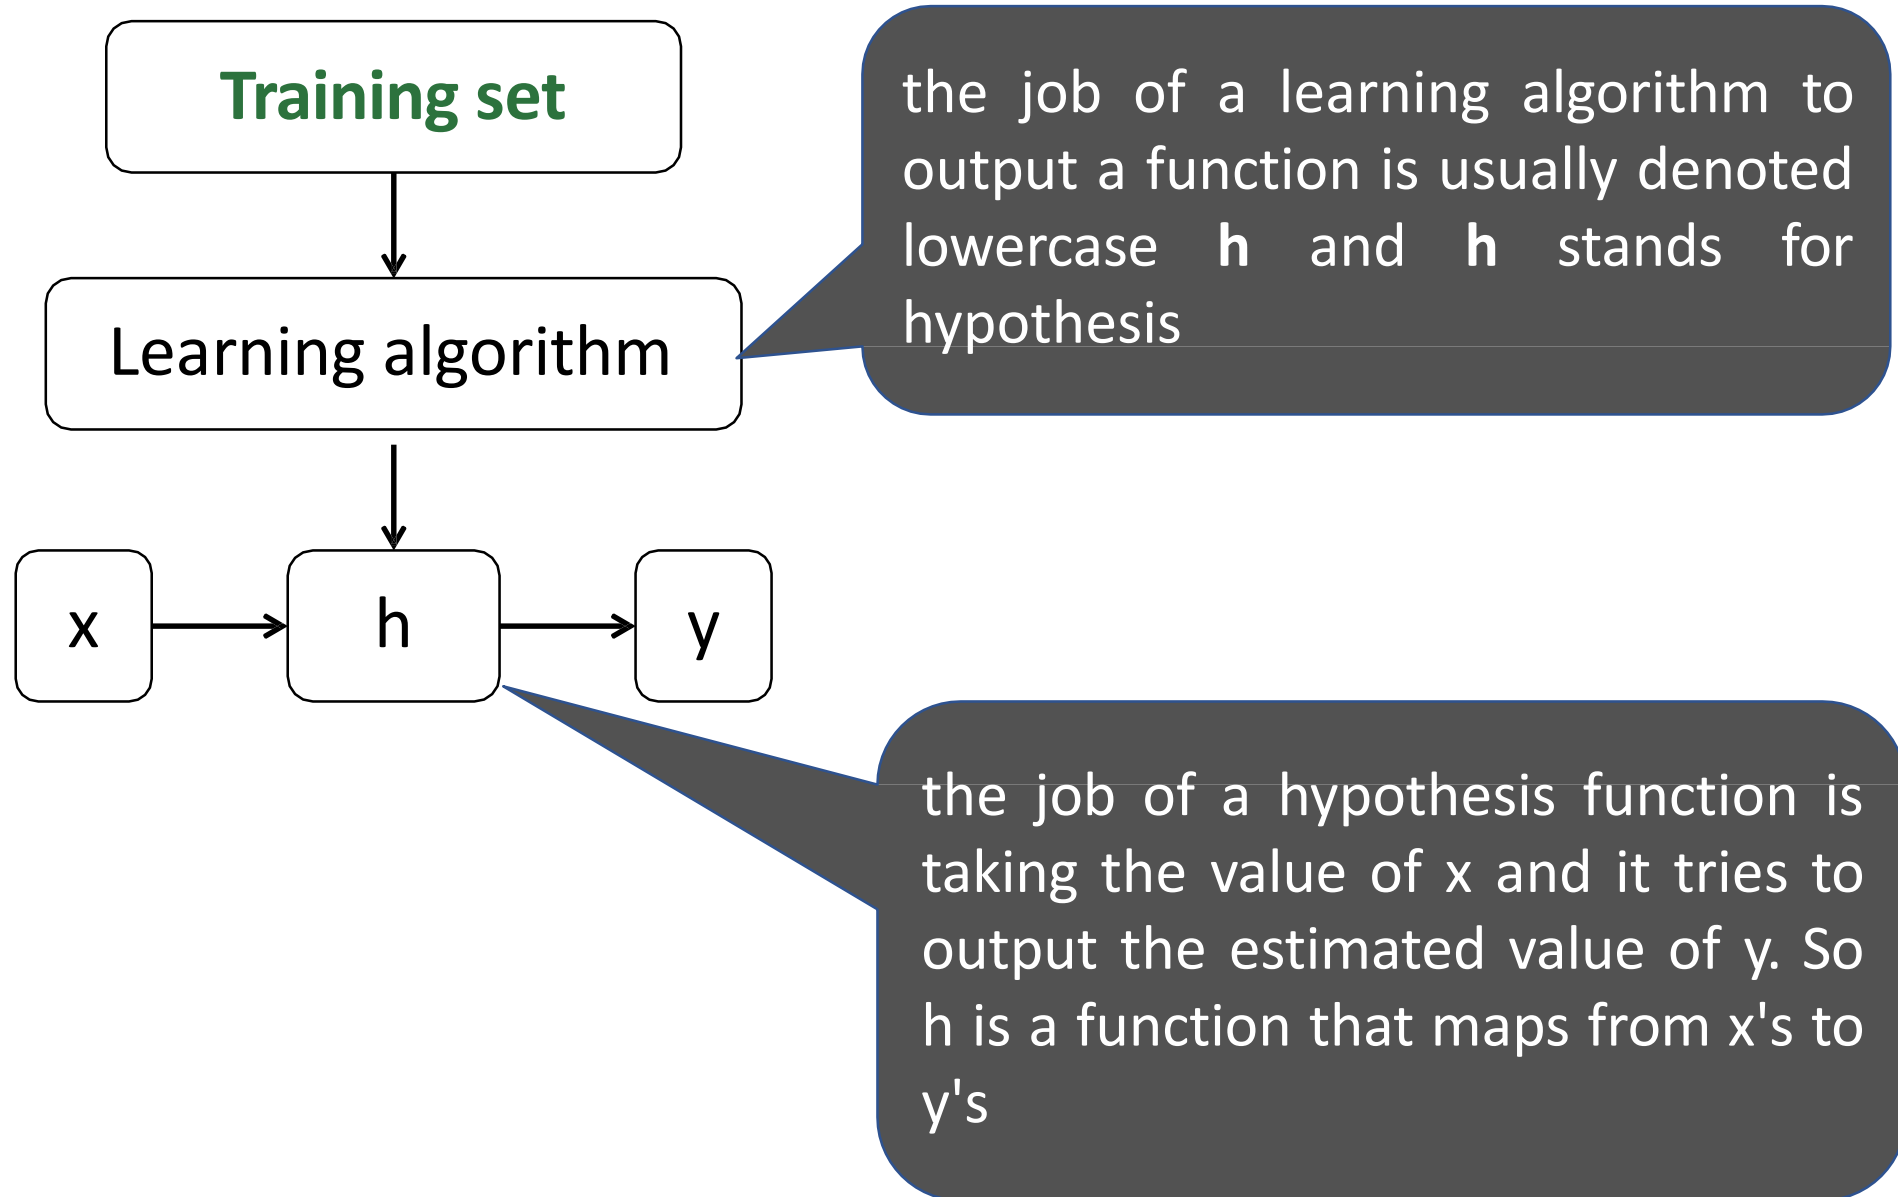 Training set
the job of a learning algorithm to
output a function is usually denoted
lowercase h and h stands for
hypothesis
Learning algorithm
x
h
y
the job of a hypothesis function is
taking the value of x and it tries to
output the estimated value of y. So
h is a function that maps from x's to
y's